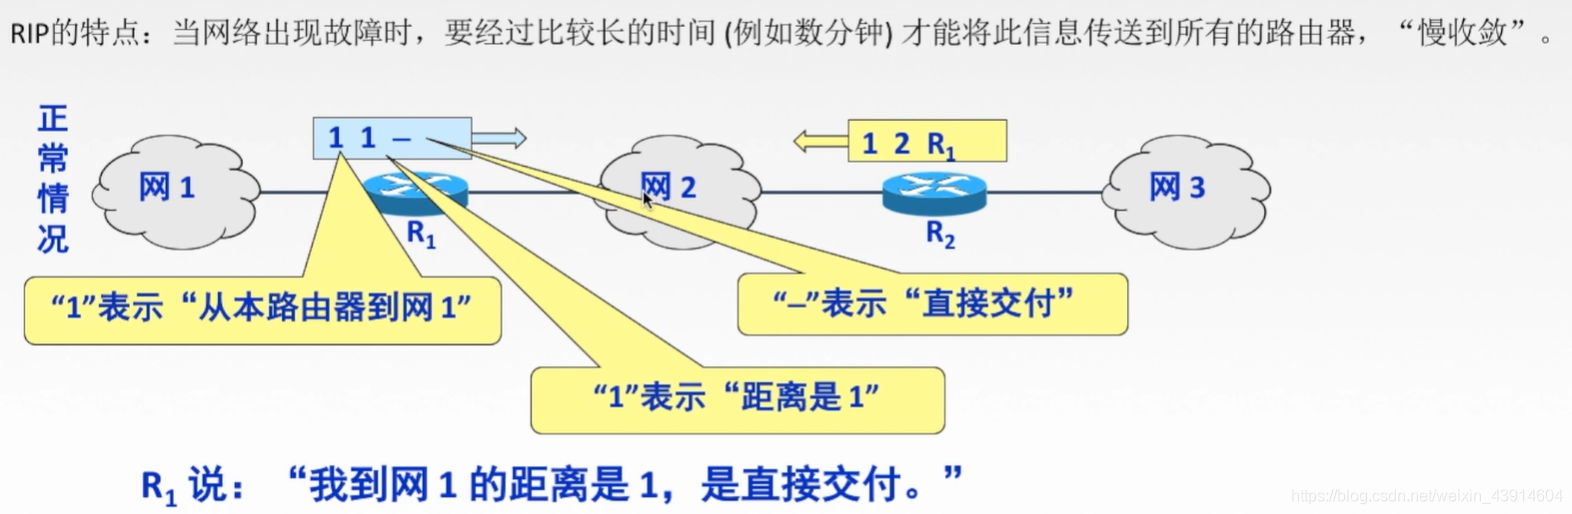 RIP的特点：当网络出现故障时，要经过比较长的时间 (例如数分钟) 才能将此信息传送到所有的路由器，“慢收敛”。
正常情况
1 1 –
1 2 R₁
网 1
网 2
网 3
R₁
R₂
“1”表示“从本路由器到网 1”
“–”表示“直接交付”
“1”表示“距离是 1”
R₁ 说：“我到网 1 的距离是 1，是直接交付。”
https://blog.csdn.net/weixin_43914604